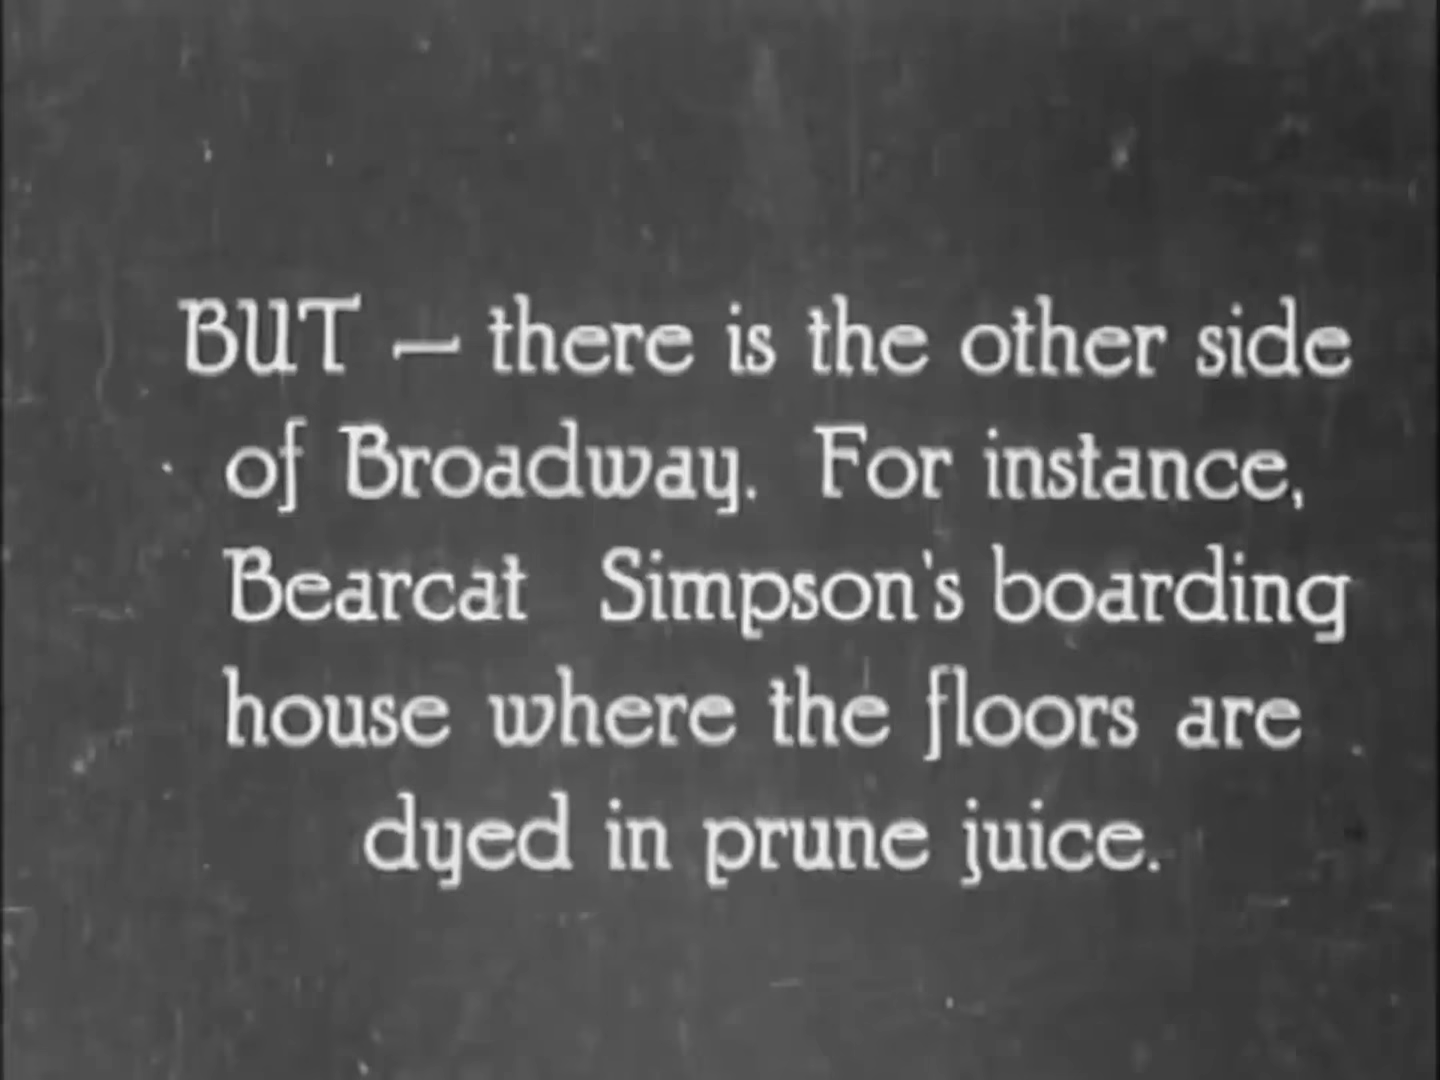 BUT — there is the other side
of Broadway. For instance,
Bearcat Simpson's boarding
house where the floors are
dyed in prune juice.